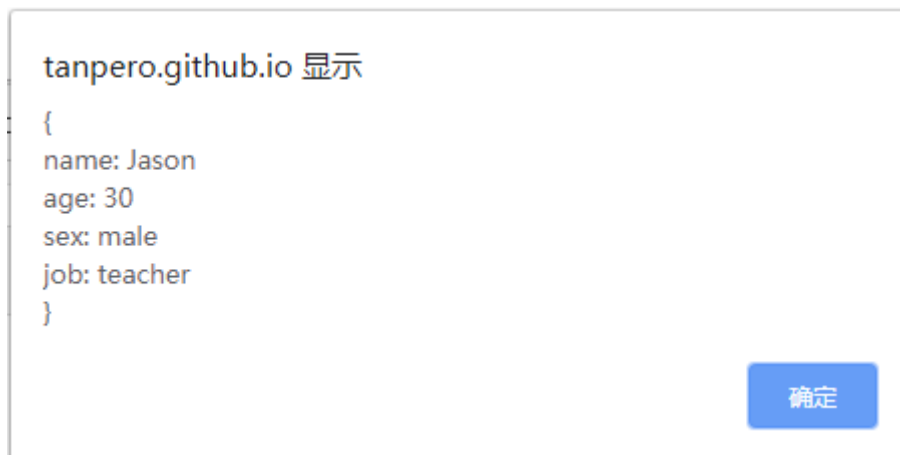 tanpero.github.io 显示
{
name: Jason
age: 30
sex: male
job: teacher
}
确定